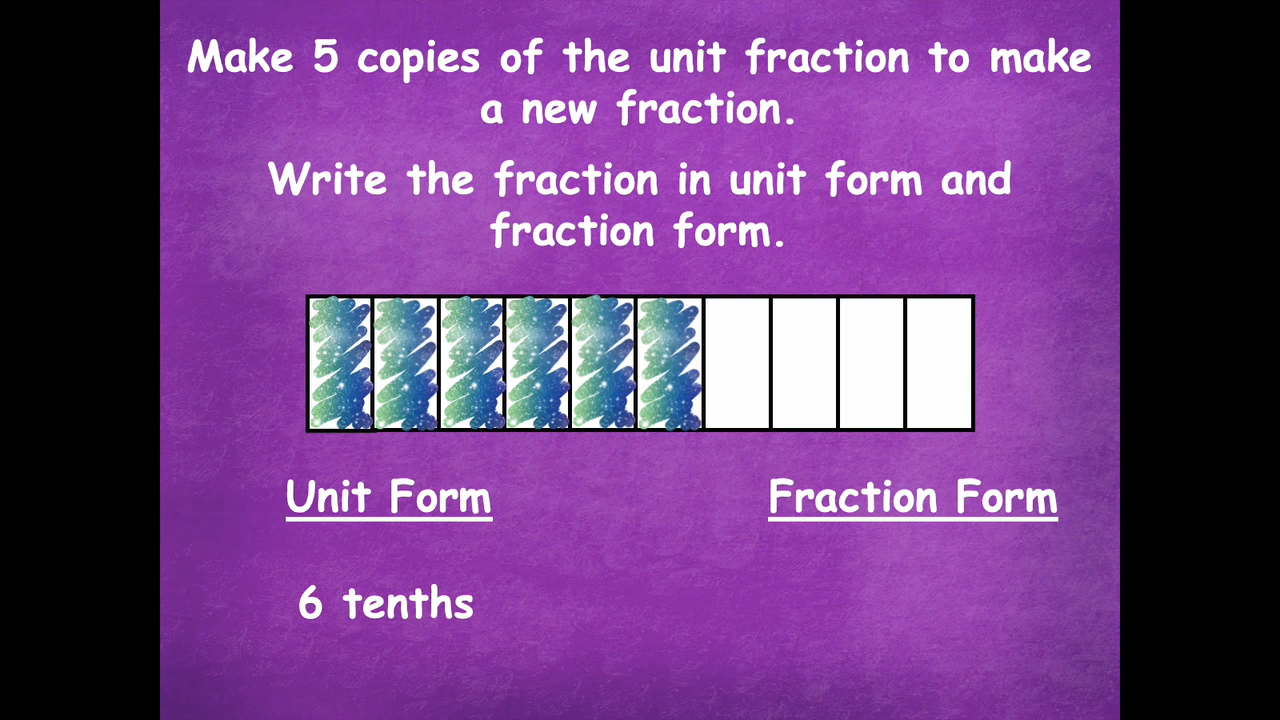 Make 5 copies of the unit fraction to make
a new fraction.
Write the fraction in unit form and
fraction form.
Unit Form
Fraction Form
6 tenths